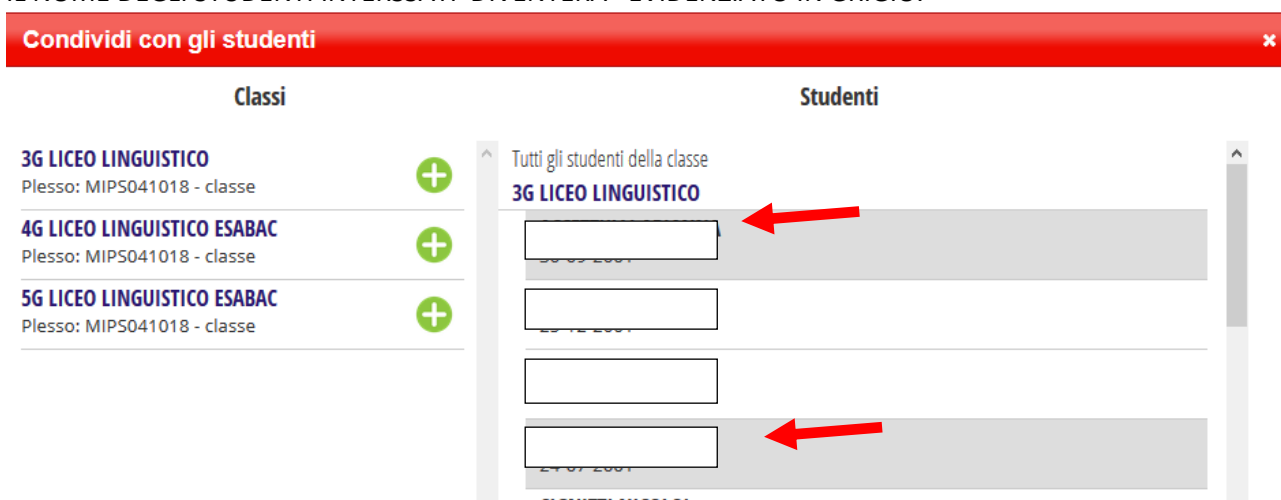 Condividi con gli studenti
Classi
Studenti
3G LICEO LINGUISTICO
Plesso: MIPS041018 - classe
4G LICEO LINGUISTICO ESABAC
Plesso: MIPS041018 - classe
5G LICEO LINGUISTICO ESABAC
Plesso: MIPS041018 - classe
Tutti gli studenti della classe
3G LICEO LINGUISTICO